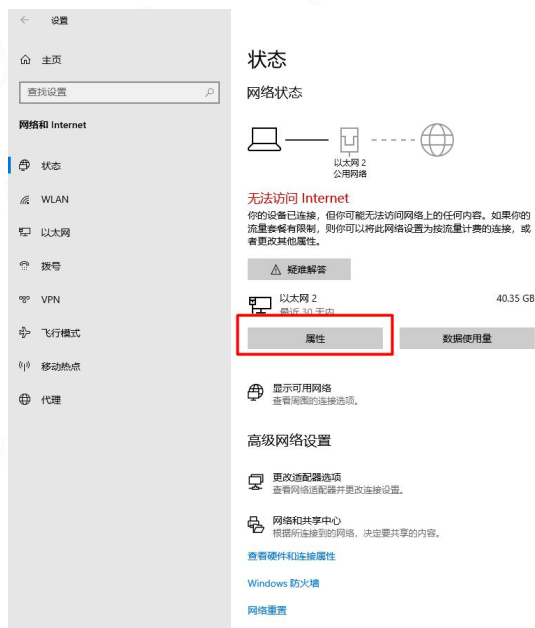 设置
主页
查找设置
网络和 Internet
状态
WLAN
以太网
拨号
VPN
飞行模式
移动热点
代理
状态
网络状态
以太网 2
公用网络
无法访问 Internet
你的设备已连接，但你可能无法访问网络上的任何内容。如果你的
流量套餐有限制，则你可以将此网络设置为按流量计费的连接，或
者更改其他属性。
疑难解答
以太网 2
40.35 GB
最近 30 天内
属性
数据使用量
显示可用网络
查看周围的连接选项。
高级网络设置
更改适配器选项
查看网络适配器并更改连接设置。
网络和共享中心
根据所连接到的网络，决定要共享的内容。
查看硬件和连接属性
Windows 防火墙
网络重置